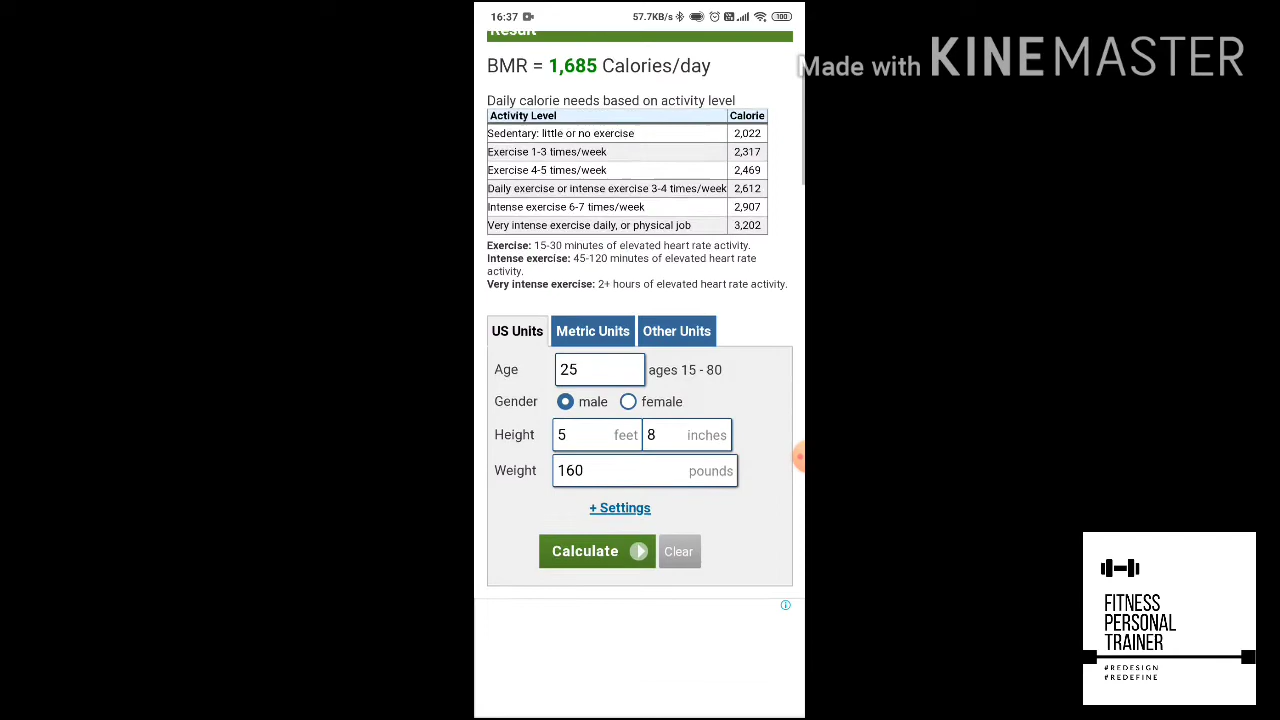 16:37
57.7KB/s
100
Result
BMR = 1,685 Calories/day
Daily calorie needs based on activity level
Activity Level Calorie
Sedentary: little or no exercise 2,022
Exercise 1-3 times/week 2,317
Exercise 4-5 times/week 2,469
Daily exercise or intense exercise 3-4 times/week 2,612
Intense exercise 6-7 times/week 2,907
Very intense exercise daily, or physical job 3,202
Exercise: 15-30 minutes of elevated heart rate activity.
Intense exercise: 45-120 minutes of elevated heart rate
activity.
Very intense exercise: 2+ hours of elevated heart rate activity.
US Units Metric Units Other Units
Age 25 ages 15 - 80
Gender male female
Height 5 feet 8 inches
Weight 160 pounds
+ Settings
Calculate Clear
Made with KINEMASTER
FITNESS
PERSONAL
TRAINER
#REDESIGN
#REDEFINE